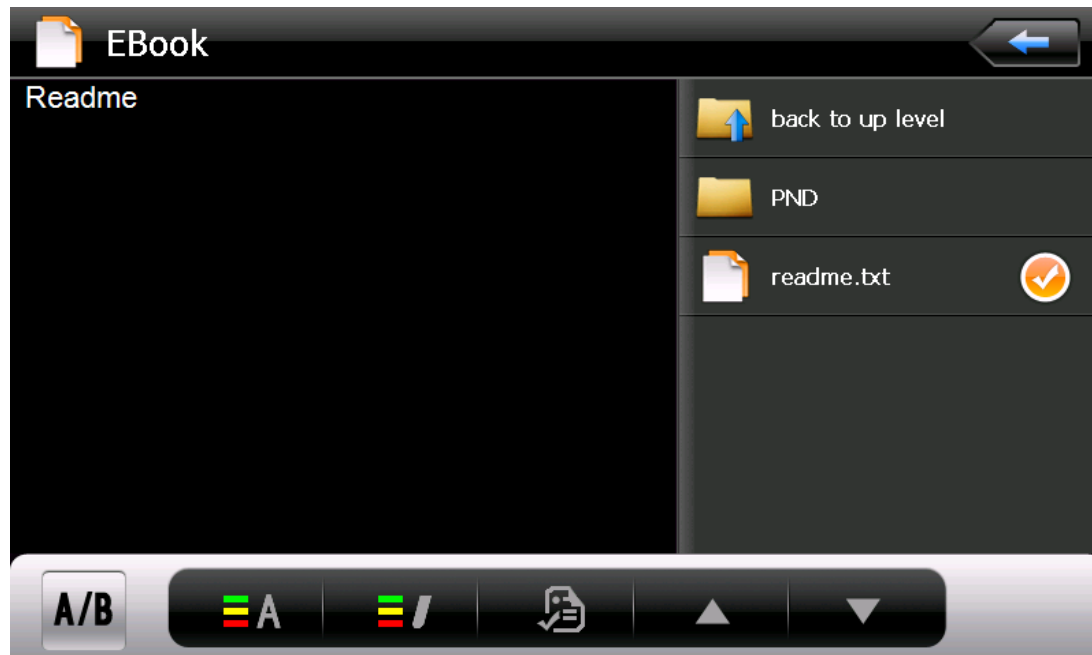 EBook
Readme
back to up level
PND
readme.txt
A/B
A